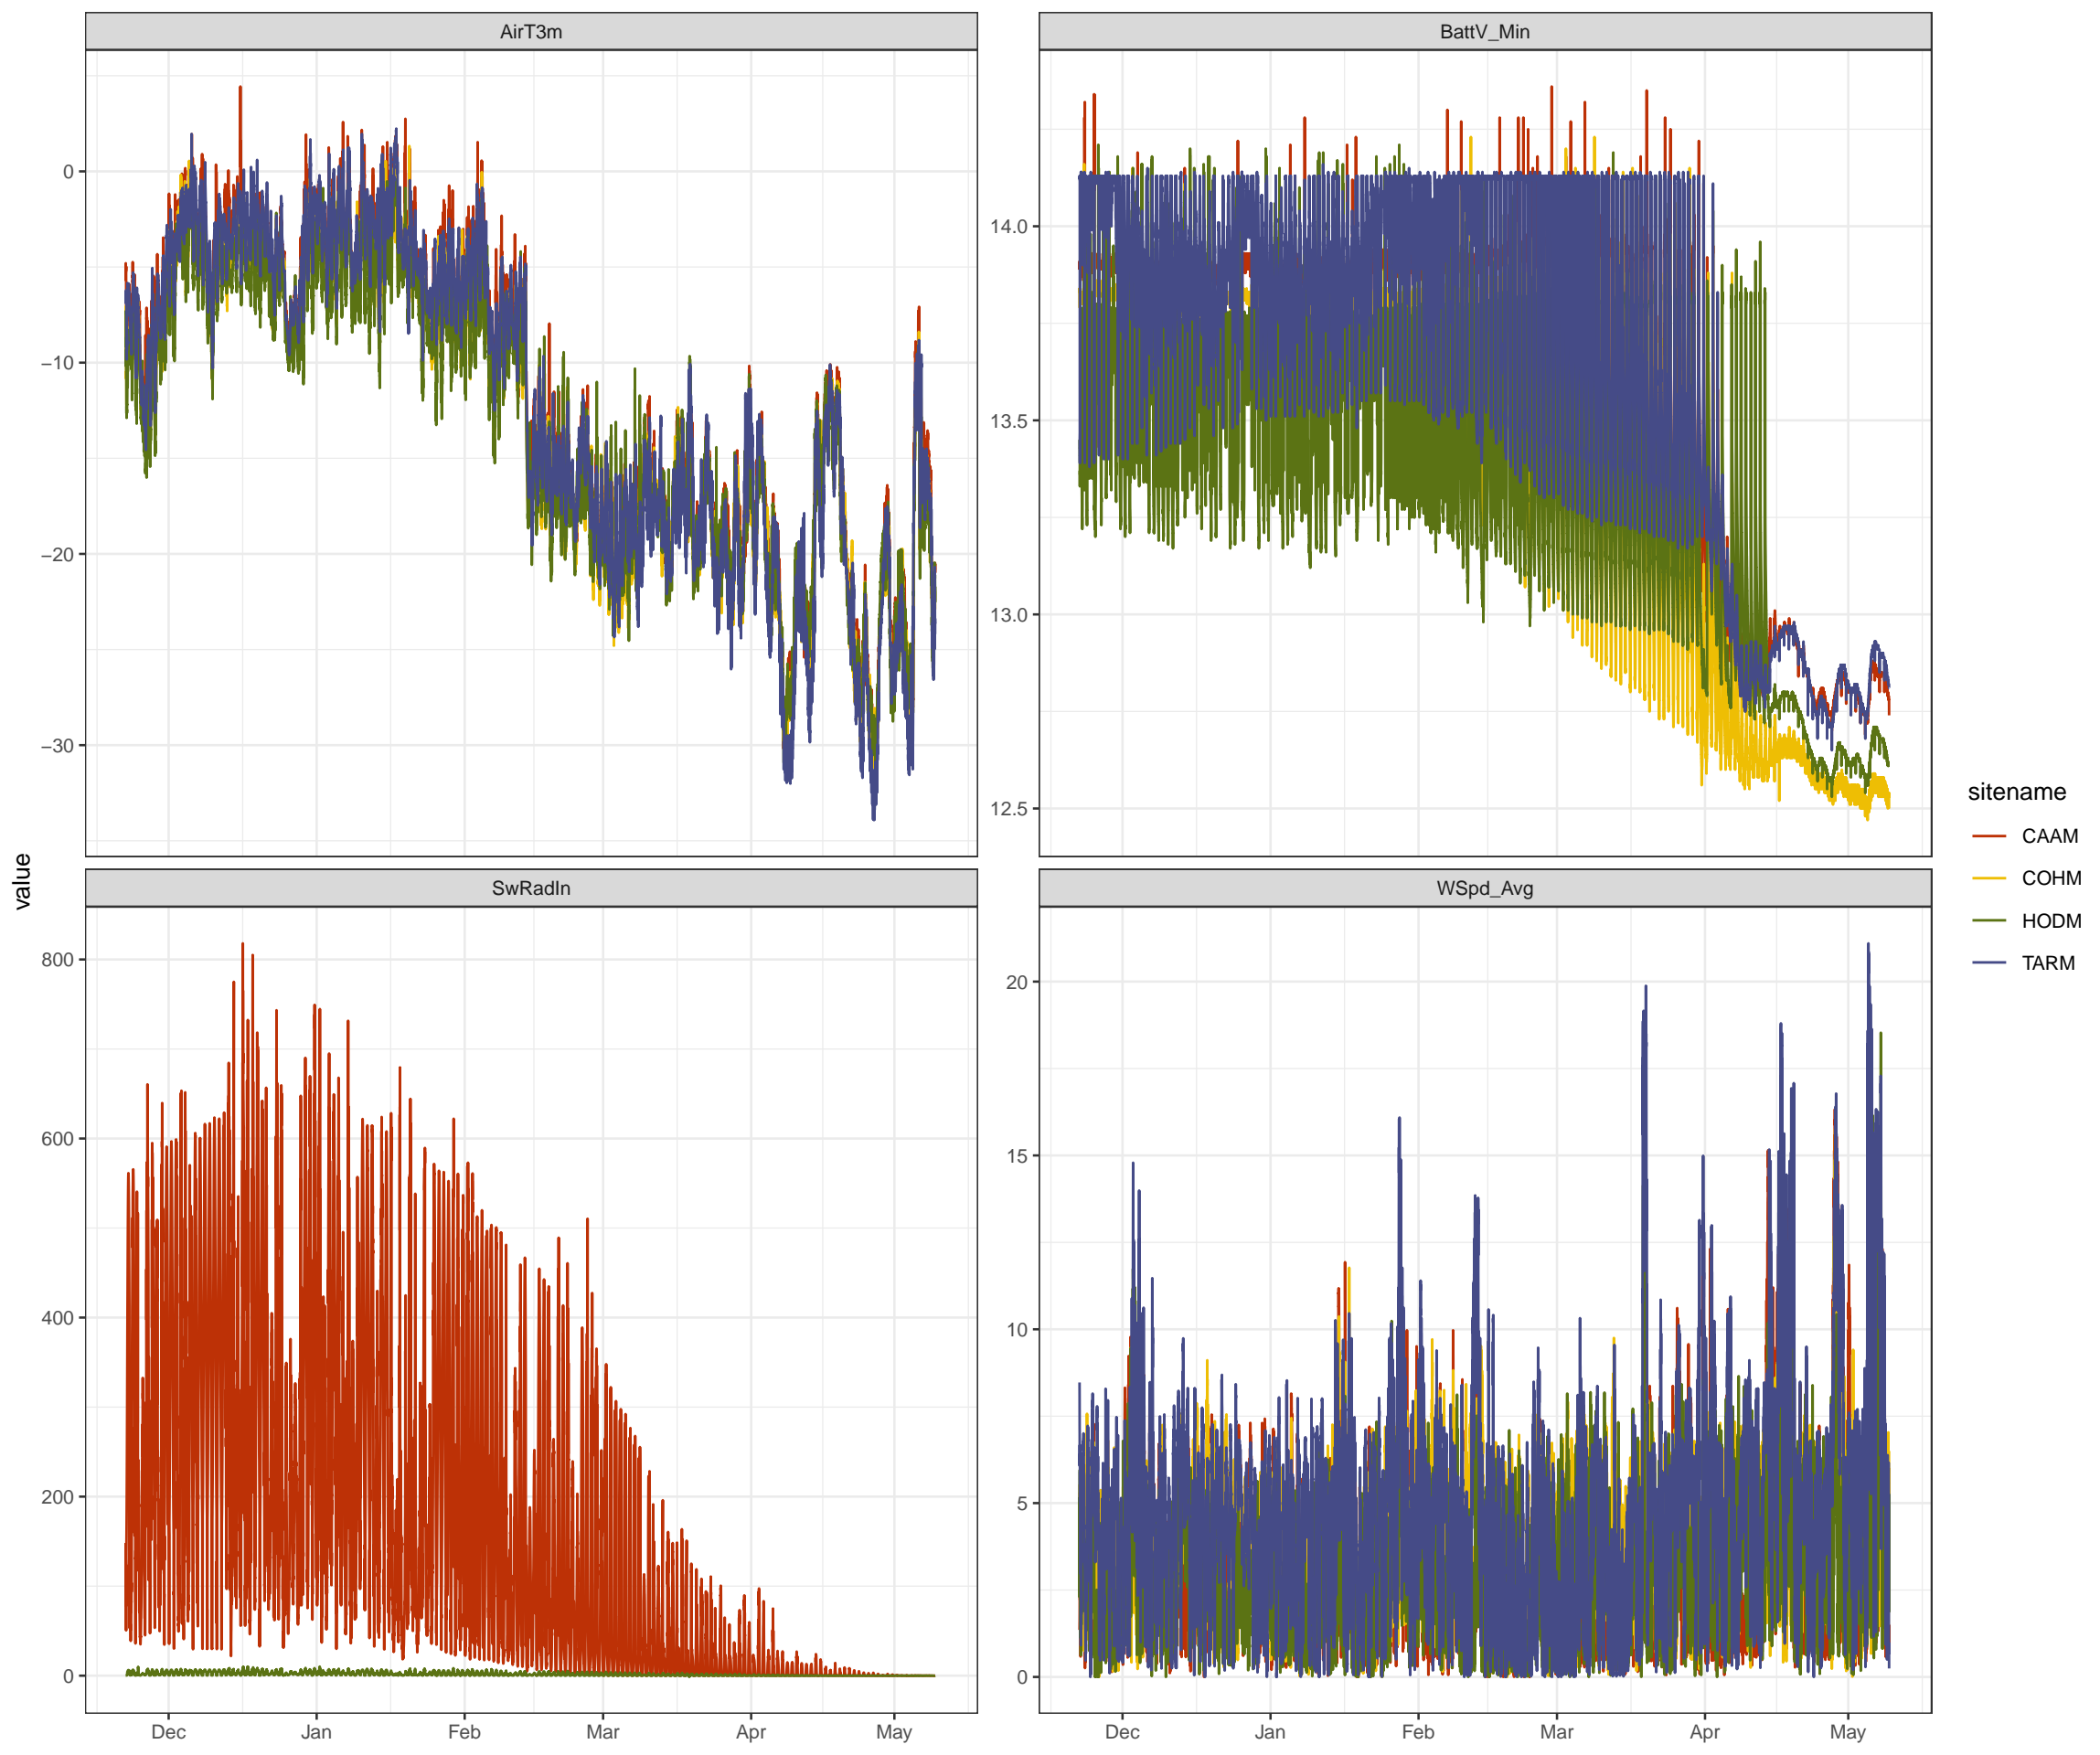 AirT3m
BattV_Min
0
−10
−20
−30
14.0
13.5
13.0
12.5
value
SwRadIn
WSpd_Avg
800
600
400
200
0
20
15
10
5
0
Dec Jan Feb Mar Apr May
Dec Jan Feb Mar Apr May
sitename
CAAM
COHM
HODM
TARM